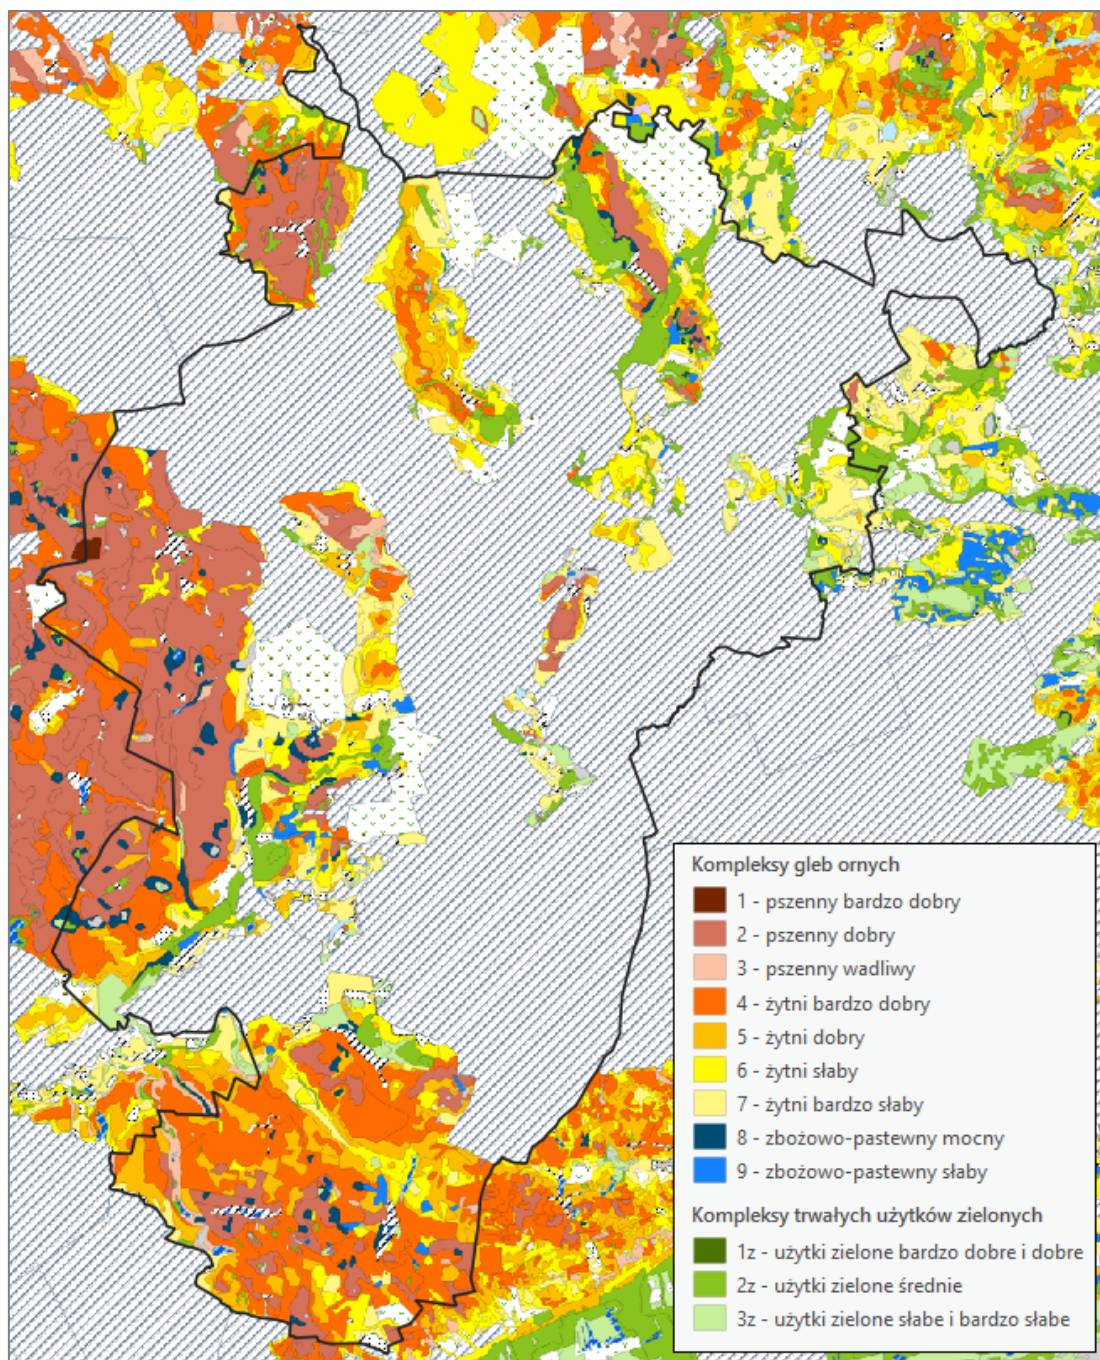 Kompleksy gleb ornych
1 - pszenny bardzo dobry
2 - pszenny dobry
3 - pszenny wadliwy
4 - żytni bardzo dobry
5 - żytni dobry
6 - żytni słaby
7 - żytni bardzo słaby
8 - zbożowo-pastewny mocny
9 - zbożowo-pastewny słaby
Kompleksy trwałych użytków zielonych
1z - użytki zielone bardzo dobre i dobre
2z - użytki zielone średnie
3z - użytki zielone słabe i bardzo słabe